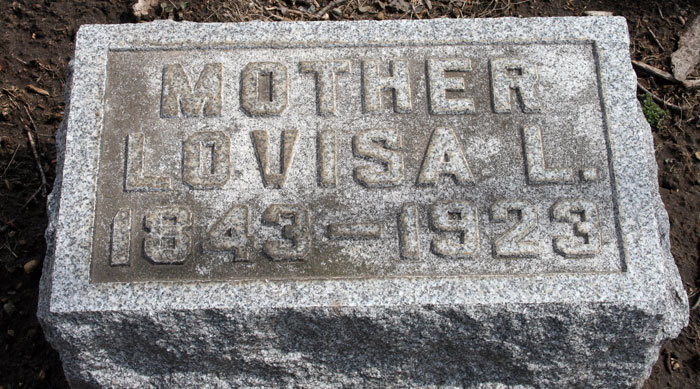 MOTHER
LOVISA L.
1843 – 1923